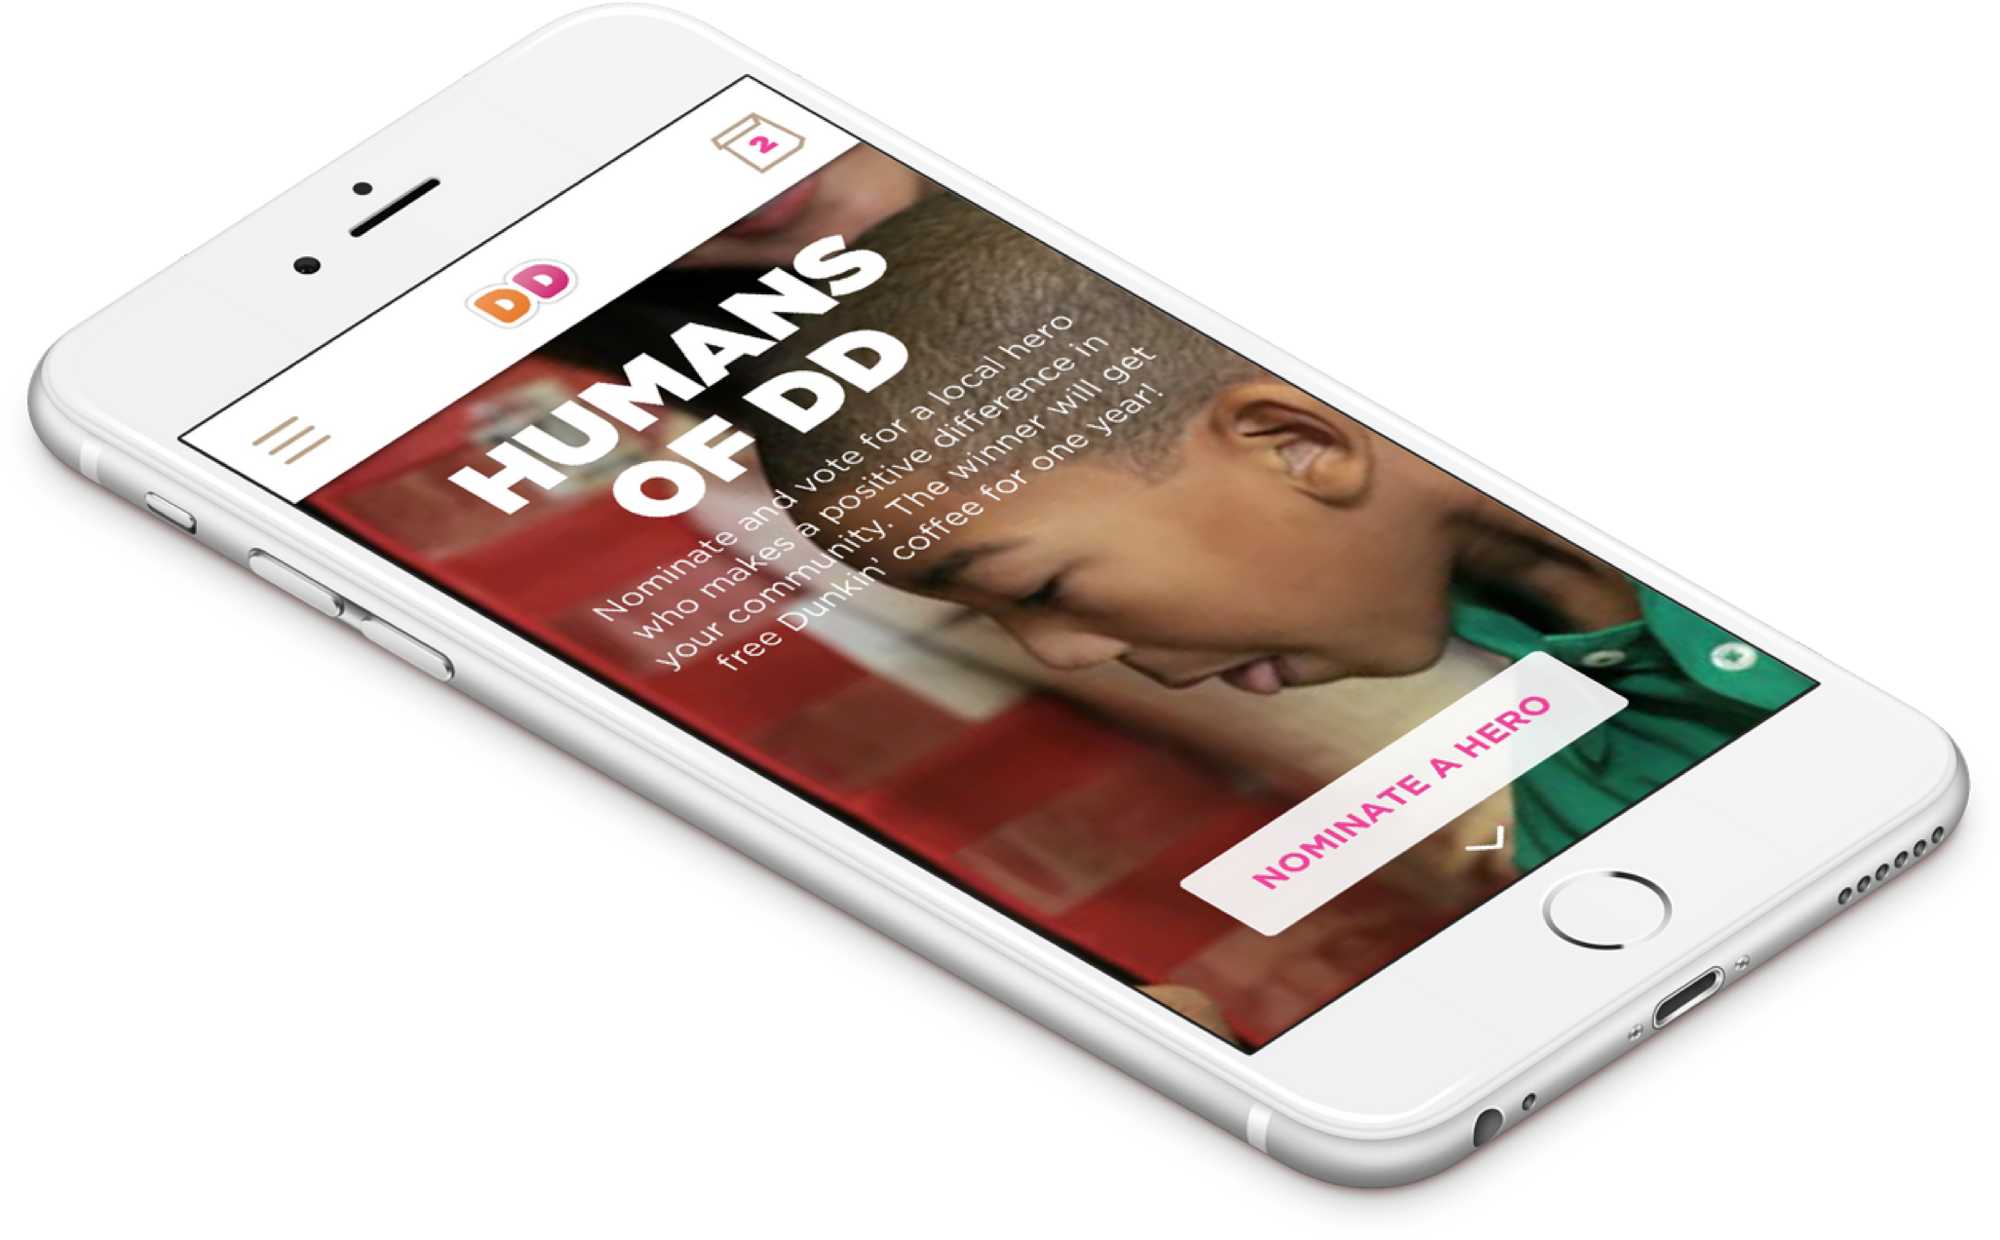 2
DD
HUMANS
OF DD
Nominate and vote for a local hero
who makes a positive difference in
your community. The winner will get
free Dunkin' coffee for one year!
NOMINATE A HERO